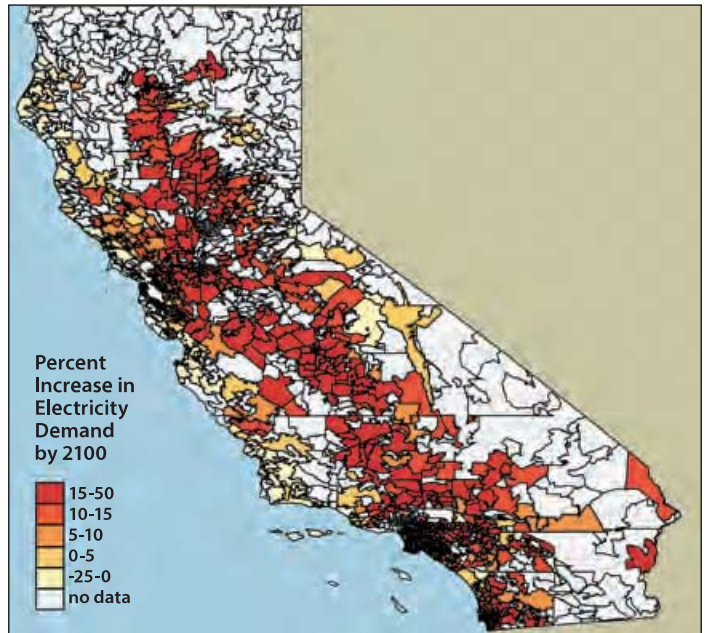 Percent
Increase in
Electricity
Demand
by 2100
15-50
10-15
5-10
0-5
-25-0
no data